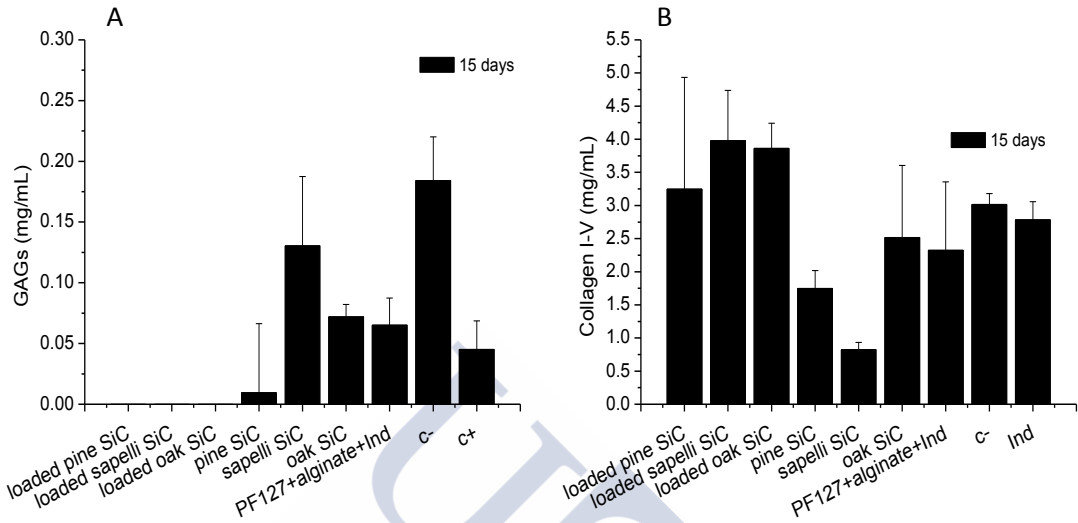 A
0.30
0.25
0.20
0.15
0.10
0.05
0.00
GAGs (mg/mL)
15 days
loaded pine SiC
loaded sapelli SiC
loaded oak SiC
pine SiC
sapelli SiC
oak SiC
PF127+alginate+Ind
c-
c+
B
5.5
5.0
4.5
4.0
3.5
3.0
2.5
2.0
1.5
1.0
0.5
0.0
Collagen I-V (mg/mL)
15 days
loaded pine SiC
loaded sapelli SiC
loaded oak SiC
pine SiC
sapelli SiC
oak SiC
PF127+alginate+Ind
c-
Ind